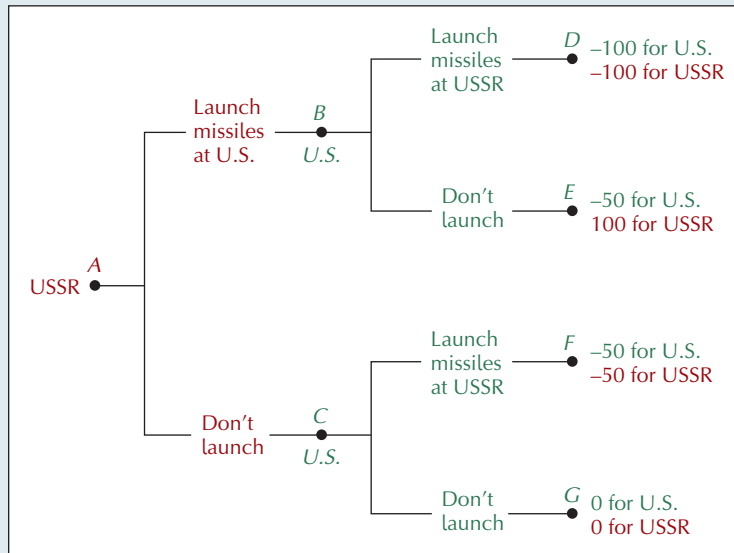 Launch
missiles
at USSR
D
–100 for U.S.
–100 for USSR
Launch
missiles
at U.S.
B
U.S.
Don't
launch
E
–50 for U.S.
100 for USSR
A
USSR
Launch
missiles
at USSR
F
–50 for U.S.
–50 for USSR
Don't
launch
C
U.S.
Don't
launch
G
0 for U.S.
0 for USSR